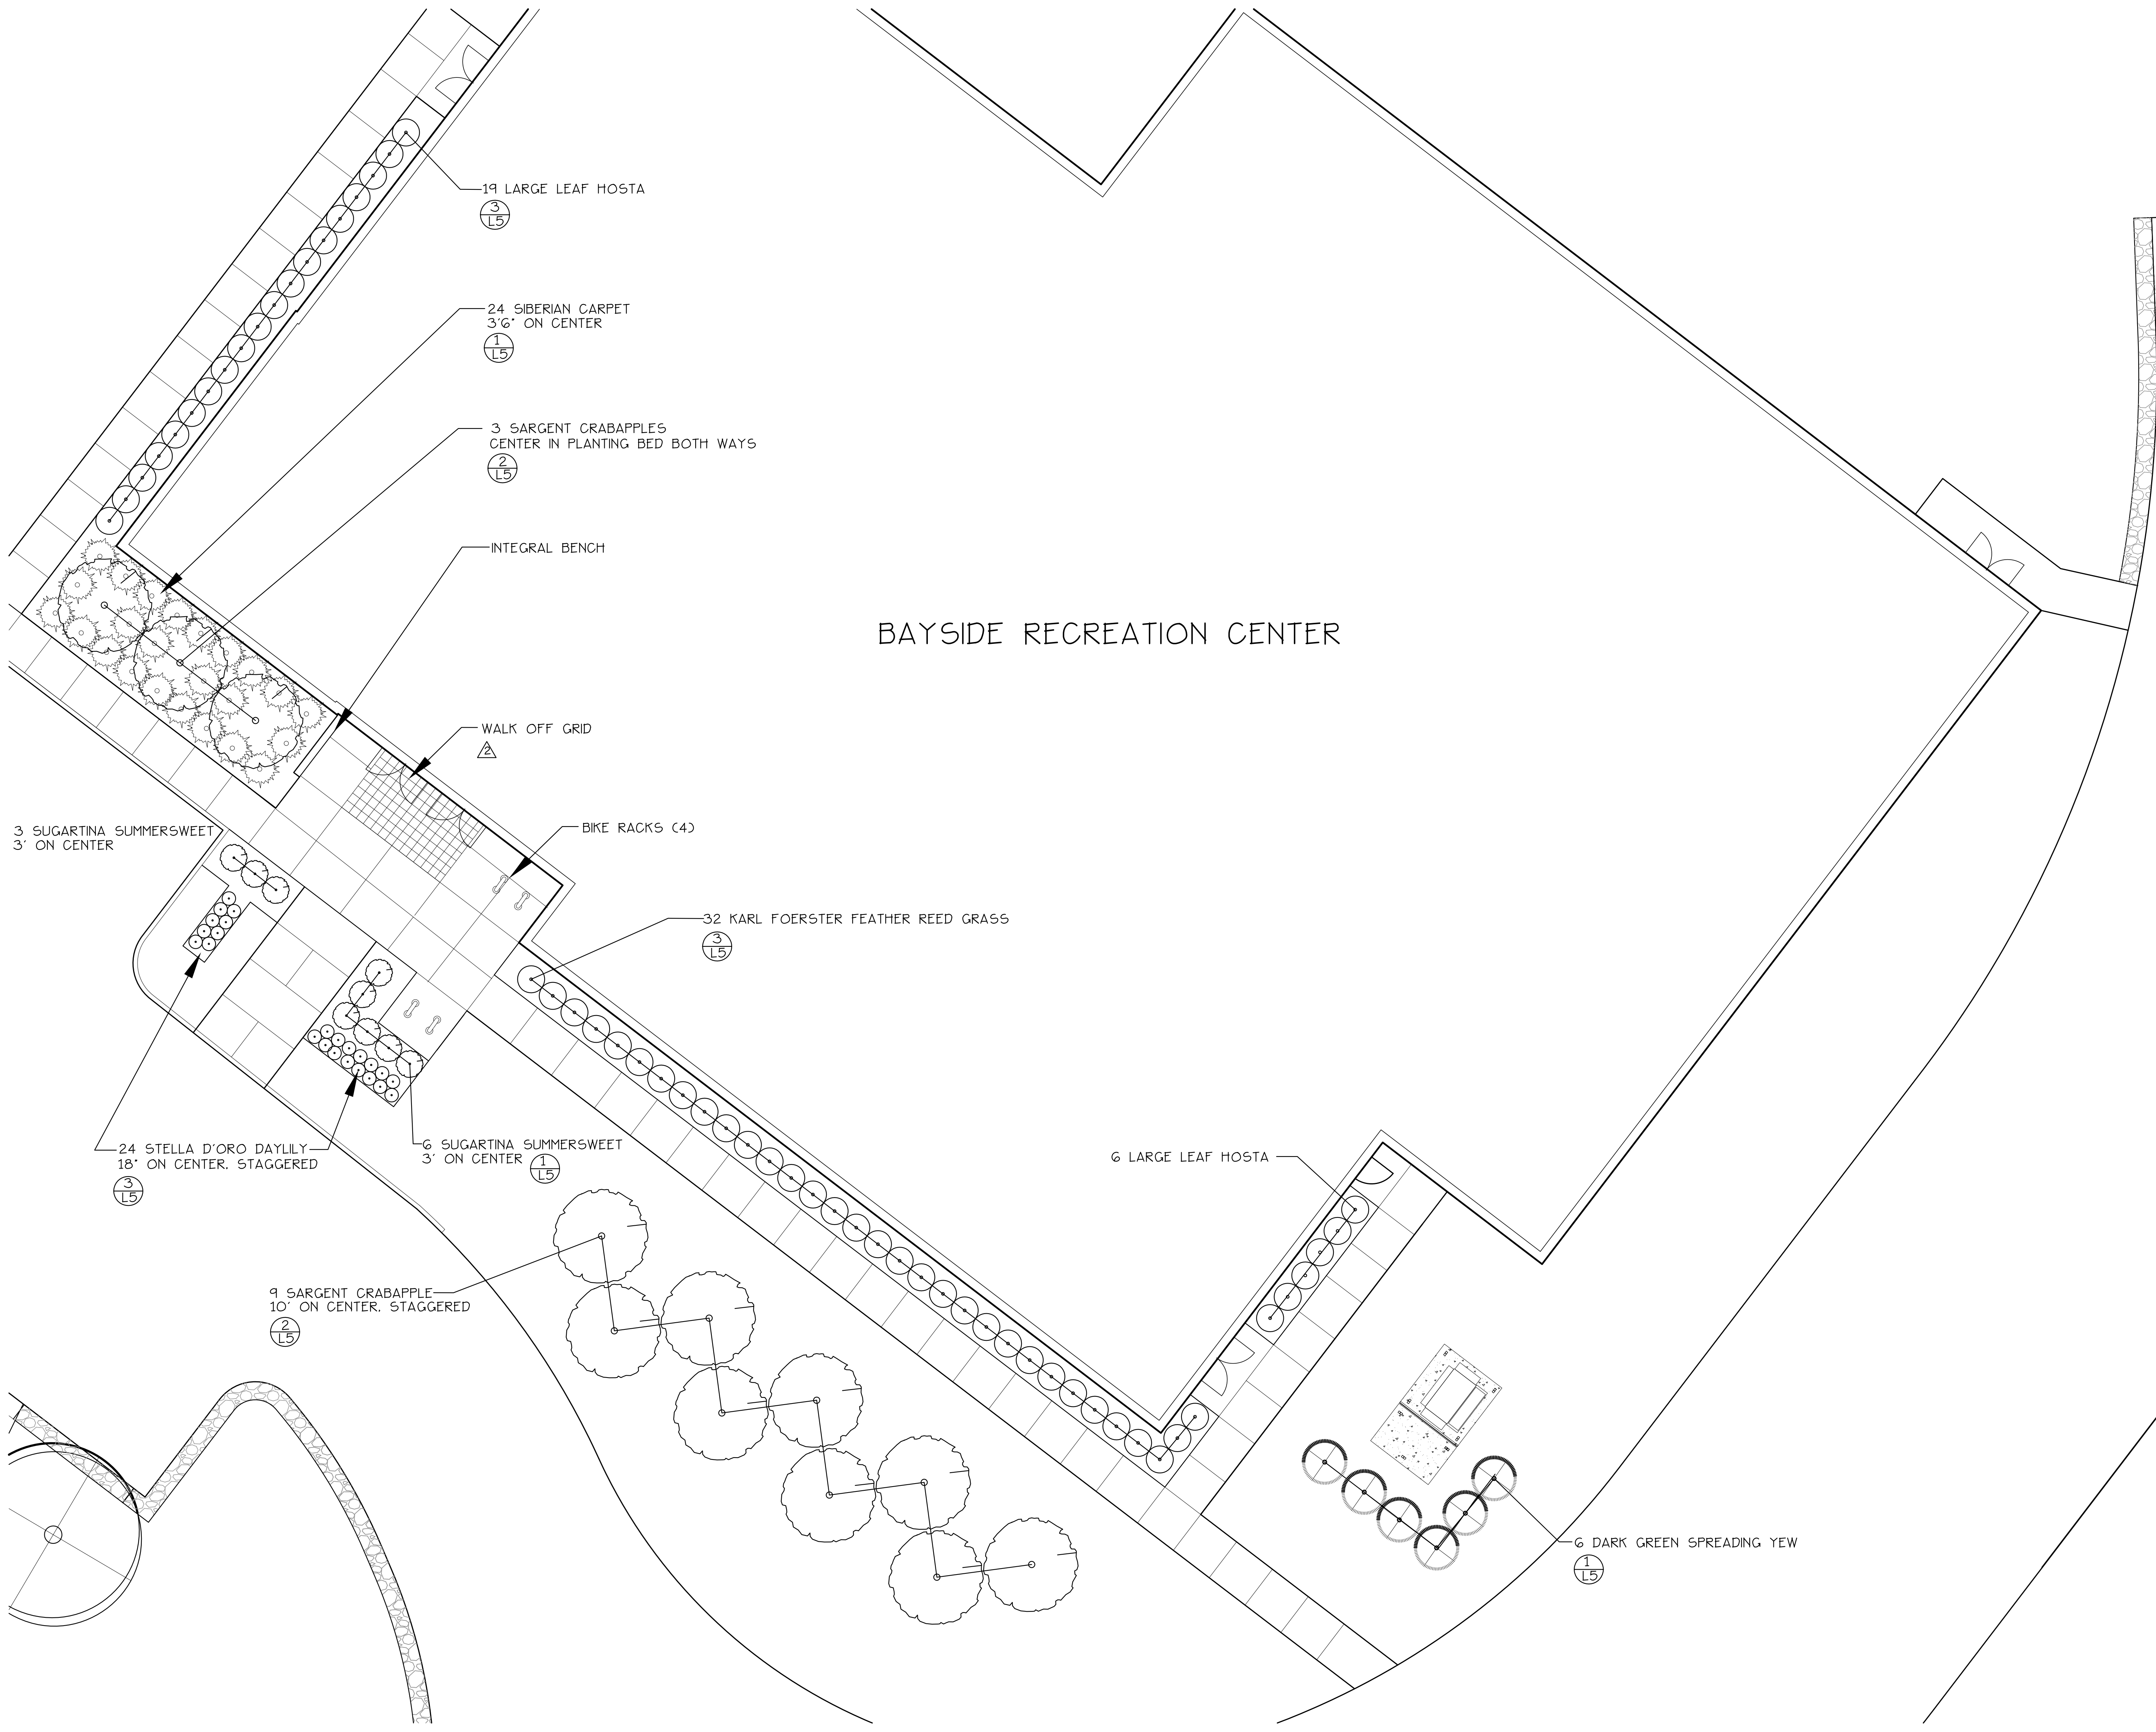 19 LARGE LEAF HOSTA
3
L5
24 SIBERIAN CARPET
3'6" ON CENTER
1
L5
3 SARGENT CRABAPPLES
CENTER IN PLANTING BED BOTH WAYS
2
L5
INTEGRAL BENCH
BAYSIDE RECREATION CENTER
WALK OFF GRID
2
3 SUGARTINA SUMMERSWEET
3' ON CENTER
BIKE RACKS (4)
32 KARL FOERSTER FEATHER REED GRASS
3
L5
24 STELLA D'ORO DAYLILY
18" ON CENTER, STAGGERED
3
L5
6 SUGARTINA SUMMERSWEET
3' ON CENTER
1
L5
6 LARGE LEAF HOSTA
9 SARGENT CRABAPPLE
10' ON CENTER, STAGGERED
2
L5
6 DARK GREEN SPREADING YEW
1
L5